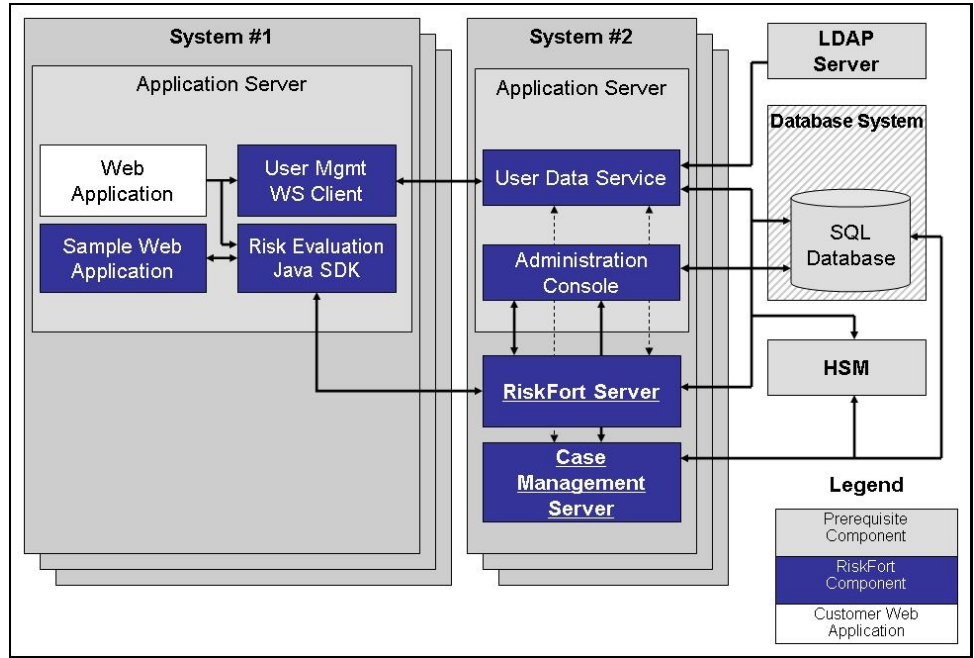 System #1
Application Server
Web
Application
User Mgmt
WS Client
Sample Web
Application
Risk Evaluation
Java SDK
System #2
Application Server
User Data Service
Administration
Console
RiskFort Server
Case
Management
Server
LDAP
Server
Database System
SQL
Database
HSM
Legend
Prerequisite
Component
RiskFort
Component
Customer Web
Application